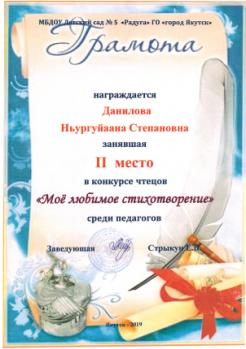 МБДОУ Детский сад № 5 «Радуга» ГО «город Якутск»
Грамота
награждается
Данилова
Ньургуйаана Степановна
занявшая
II место
в конкурсе чтецов
«Моё любимое стихотворение»
среди педагогов
Заведующая Стрыкун Е.В.
Якутск - 2019